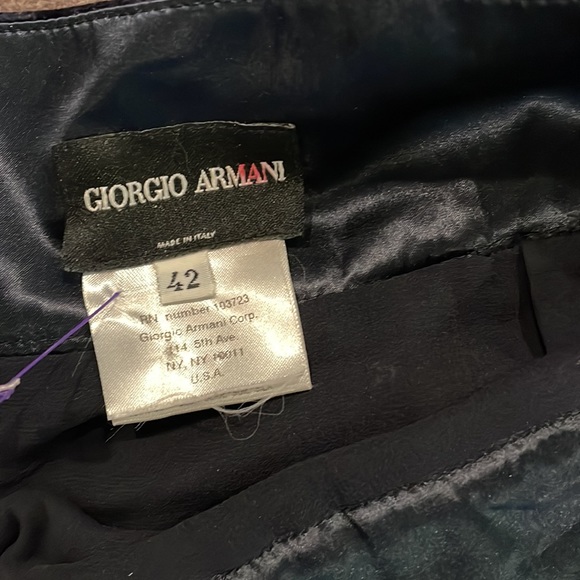 GIORGIO ARMANI
MADE IN ITALY
42
RN number 103723
Giorgio Armani Corp.
114 5th Ave.
NY, NY 10011
U.S.A.